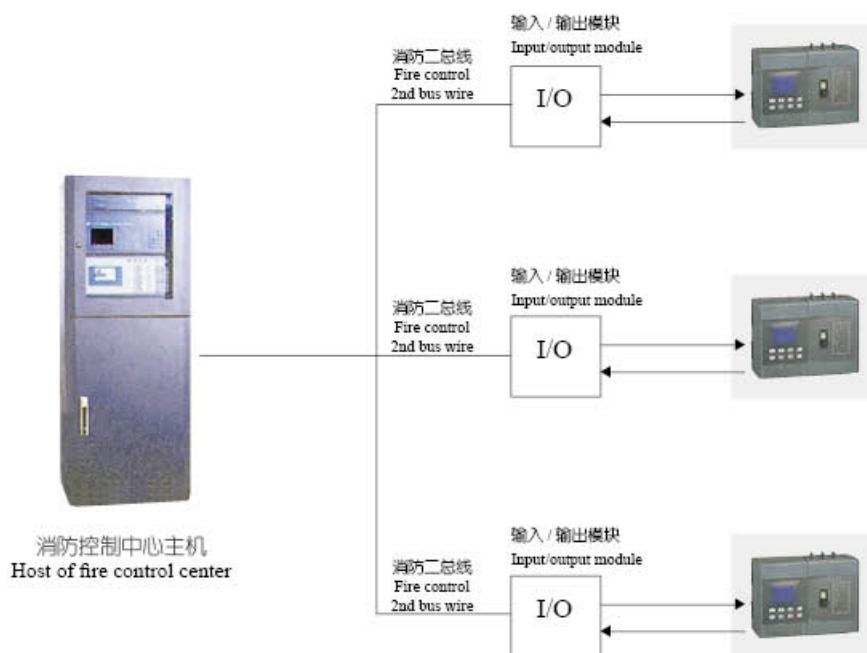 输入 / 输出模块
Input/output module
消防二总线
Fire control
2nd bus wire
I/O
输入 / 输出模块
Input/output module
消防二总线
Fire control
2nd bus wire
I/O
消防控制中心主机
Host of fire control center
输入 / 输出模块
Input/output module
消防二总线
Fire control
2nd bus wire
I/O